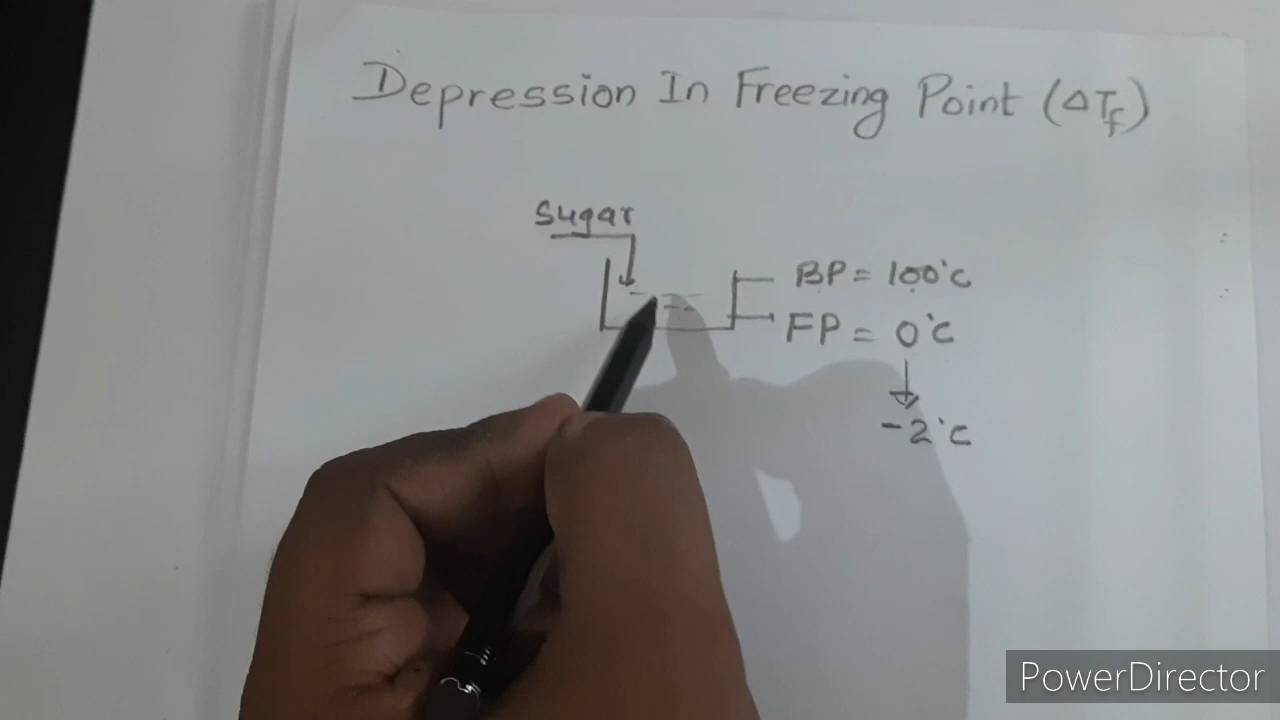 Depression In Freezing Point (ΔTf)
Sugar
BP = 100°c
FP = 0°c
-2°c
PowerDirector